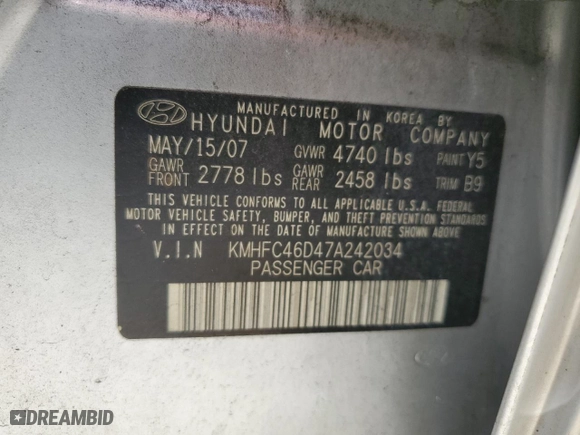 MANUFACTURED IN KOREA BY
HYUNDAI MOTOR COMPANY
MAY/15/07 GVWR 4740 lbs PAINT Y5
GAWR FRONT 2778 lbs GAWR REAR 2458 lbs TRIM B9
THIS VEHICLE CONFORMS TO ALL APPLICABLE U.S.A. FEDERAL
MOTOR VEHICLE SAFETY, BUMPER, AND THEFT PREVENTION STANDARDS
IN EFFECT ON THE DATE OF MANUFACTURE SHOWN ABOVE
V.I.N KMHFC46D47A242034
PASSENGER CAR
DREAMBID